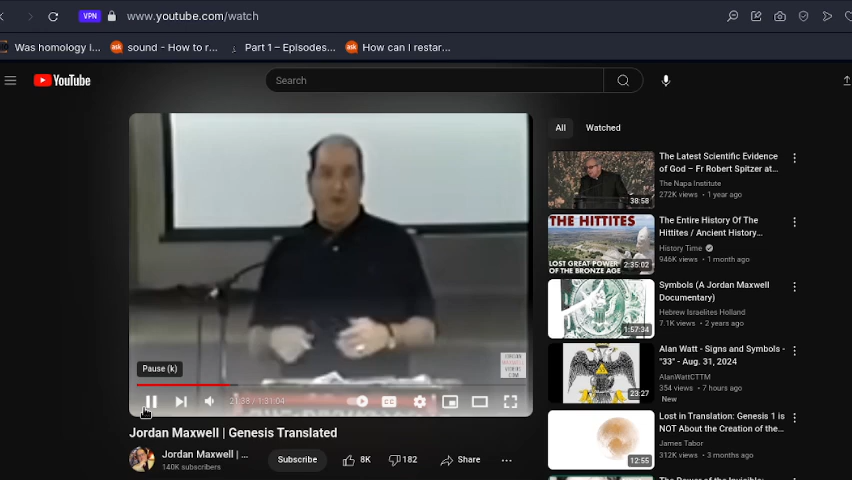 VPN
www.youtube.com/watch
Was homology I...
ask sound - How to r...
Part 1 – Episodes...
ask How can I restar...
YouTube
Search
All
Watched
The Latest Scientific Evidence
of God – Fr Robert Spitzer at...
The Napa Institute
272K views • 1 year ago
38:58
THE HITTITES
LOST GREAT POWER
OF THE BRONZE AGE
2:35:02
The Entire History Of The
Hittites / Ancient History...
History Time
946K views • 1 month ago
Symbols (A Jordan Maxwell
Documentary)
Hebrew Israelites Holland
7.1K views • 2 years ago
1:57:34
Alan Watt - Signs and Symbols -
"33" - Aug. 31, 2024
AlanWattCTTM
354 views • 7 hours ago
New
23:27
Lost in Translation: Genesis 1 is
NOT About the Creation of the...
James Tabor
312K views • 3 months ago
12:55
Pause (k)
21:38 / 1:31:04
CC
Jordan Maxwell | Genesis Translated
Jordan Maxwell | ...
140K subscribers
Subscribe
8K
182
Share